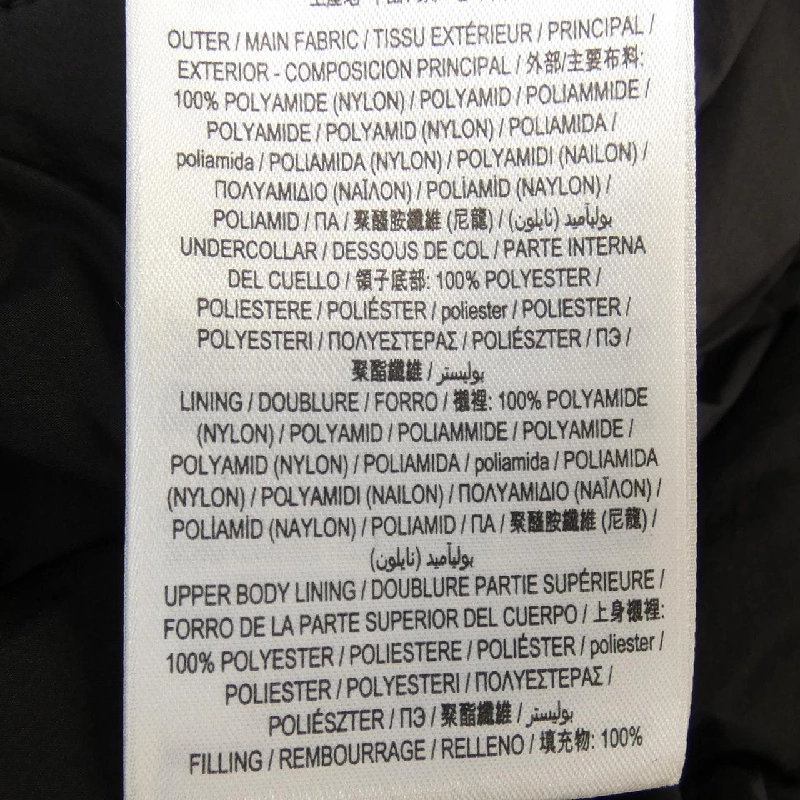 OUTER / MAIN FABRIC / TISSU EXTÉRIEUR / PRINCIPAL /
EXTERIOR - COMPOSICION PRINCIPAL / 外部/主要布料:
100% POLYAMIDE (NYLON) / POLYAMID / POLIAMMIDE /
POLYAMIDE / POLYAMID (NYLON) / POLIAMIDA /
poliamida / POLIAMIDA (NYLON) / POLYAMIDI (NAILON) /
ΠΟΛΥΑΜΙΔΙΟ (ΝΑΪΛΟΝ) / POLİAMİD (NAYLON) /
POLIAMID / ПА / 聚醯胺纖維 (尼龍) / بولیآمید (نایلون)
UNDERCOLLAR / DESSOUS DE COL / PARTE INTERNA
DEL CUELLO / 領子底部: 100% POLYESTER /
POLIESTERE / POLIÉSTER / poliester / POLIESTER /
POLYESTERI / ΠΟΛΥΕΣΤΕΡΑΣ / POLIÉSZTER / ПЭ /
聚酯纖維 / بولیستر
LINING / DOUBLURE / FORRO / 襯裡: 100% POLYAMIDE
(NYLON) / POLYAMID / POLIAMMIDE / POLYAMIDE /
POLYAMID (NYLON) / POLIAMIDA / poliamida / POLIAMIDA
(NYLON) / POLYAMIDI (NAILON) / ΠΟΛΥΑΜΙΔΙΟ (ΝΑΪΛΟΝ) /
POLİAMİD (NAYLON) / POLIAMID / ПА / 聚醯胺纖維 (尼龍) /
بولیآمید (نایلون)
UPPER BODY LINING / DOUBLURE PARTIE SUPÉRIEURE /
FORRO DE LA PARTE SUPERIOR DEL CUERPO / 上身襯裡:
100% POLYESTER / POLIESTERE / POLIÉSTER / poliester /
POLIESTER / POLYESTERI / ΠΟΛΥΕΣΤΕΡΑΣ /
POLIÉSZTER / ПЭ / 聚酯纖維 / بولیستر
FILLING / REMBOURRAGE / RELLENO / 填充物: 100%